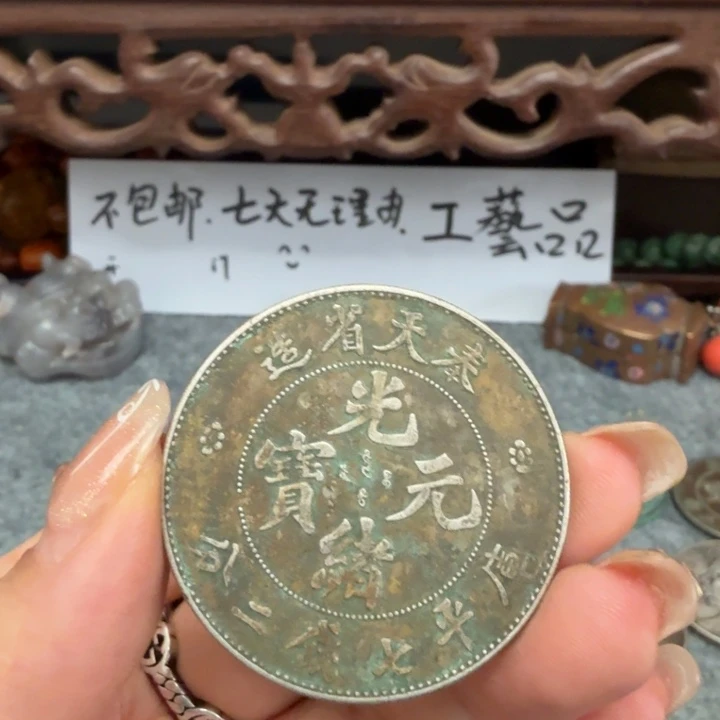 不包邮.七天无理由.工藝品
奉天省造
光緒元寶
庫平七錢二分